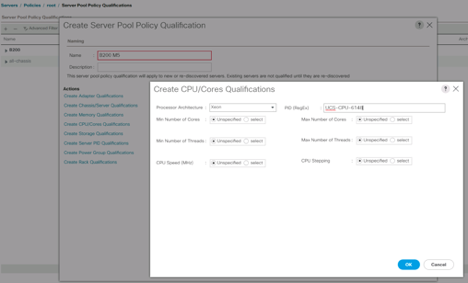 Servers / Policies / root / Server Pool Policy Qualifications
Server Pool Policy Qualifications
Advanced Filter
Name
B200
all-chassis
Create Server Pool Policy Qualification
? ×
Naming
Name : B200 M5
Description :
This server pool policy qualification will apply to new or re-discovered servers. Existing servers are not qualified until they are re-discovered
Actions
Create Adapter Qualifications
Create Chassis/Server Qualifications
Create Memory Qualifications
Create CPU/Cores Qualifications
Create Storage Qualifications
Create Server PID Qualifications
Create Power Group Qualifications
Create Rack Qualifications
Create CPU/Cores Qualifications
? ×
Processor Architecture : Xeon PID (RegEx) : UCS-CPU-6148
Min Number of Cores : Unspecified select Max Number of Cores : Unspecified select
Min Number of Threads : Unspecified select Max Number of Threads : Unspecified select
CPU Speed (MHz) : Unspecified select CPU Stepping : Unspecified select
OK Cancel